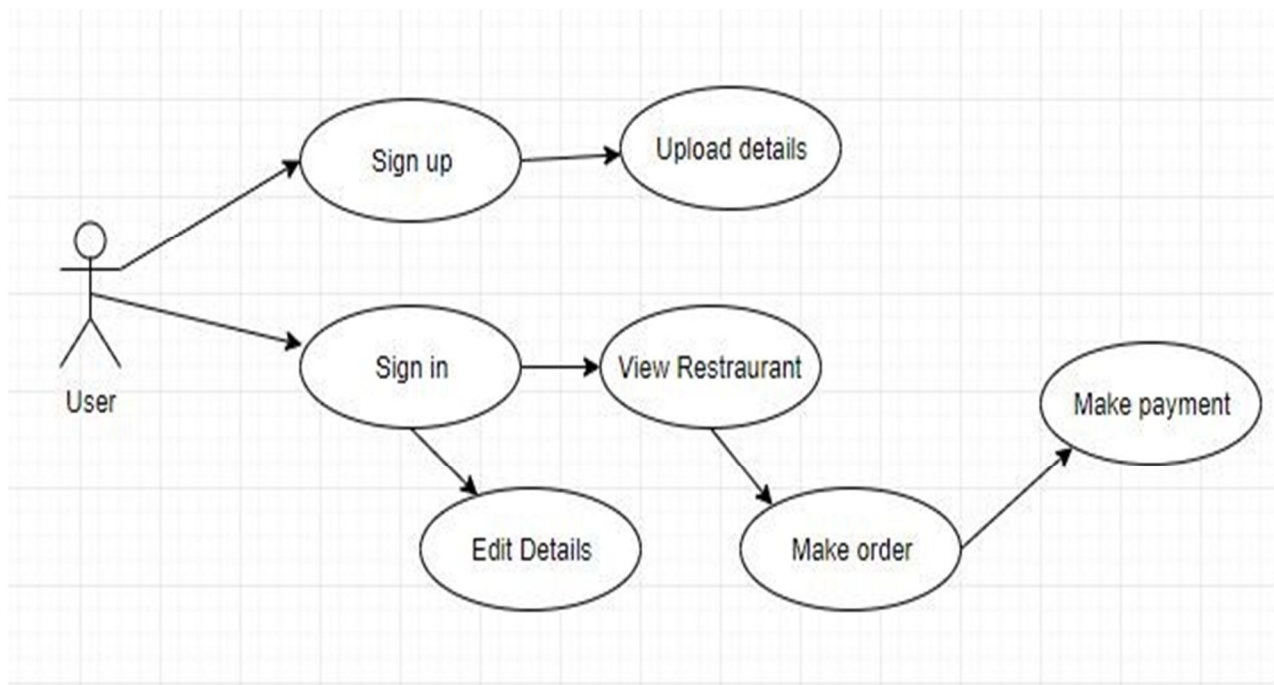 Sign up
Upload details
User
Sign in
View Restraurant
Make payment
Edit Details
Make order